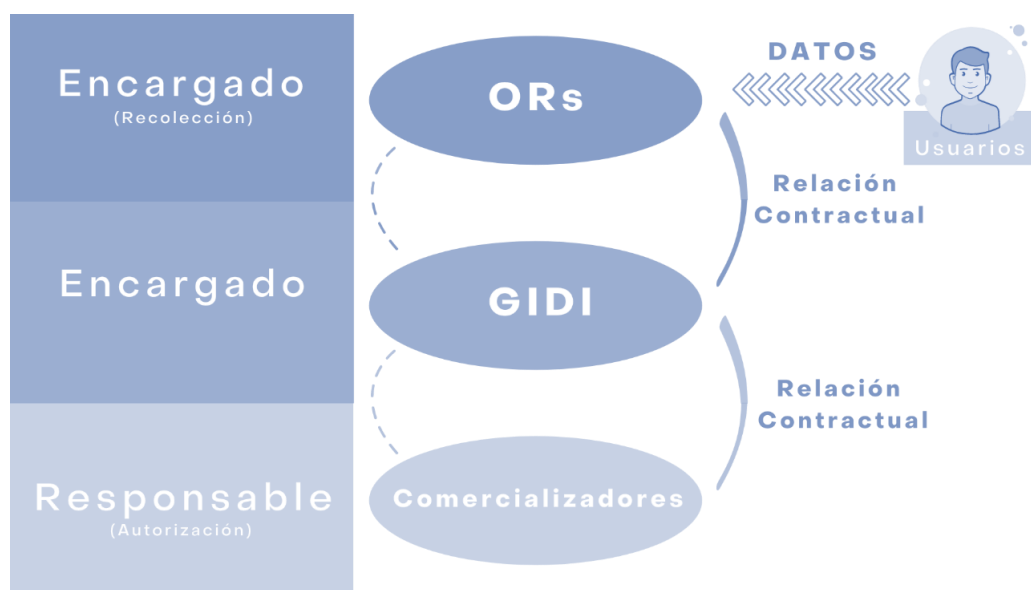 Encargado
(Recolección)
ORs
DATOS
Usuarios
Relación
Contractual
Encargado
GIDI
Relación
Contractual
Responsable
(Autorización)
Comercializadores